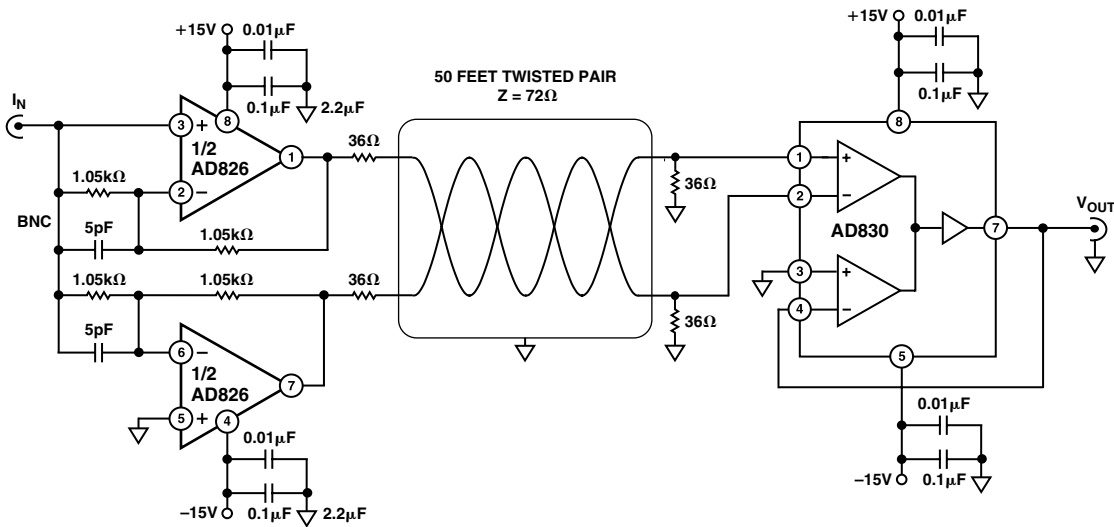 +15V
0.01µF
0.1µF
2.2µF
I_N
3
+
8
1/2
AD826
1
36Ω
1.05kΩ
2
–
BNC
5pF
1.05kΩ
50 FEET TWISTED PAIR
Z = 72Ω
1.05kΩ
1.05kΩ
36Ω
5pF
6
–
1/2
AD826
7
5
+
4
0.01µF
–15V
0.1µF
2.2µF
36Ω
36Ω
+15V
0.01µF
0.1µF
8
1
+
2
–
AD830
7
V_OUT
3
+
4
–
5
0.01µF
–15V
0.1µF